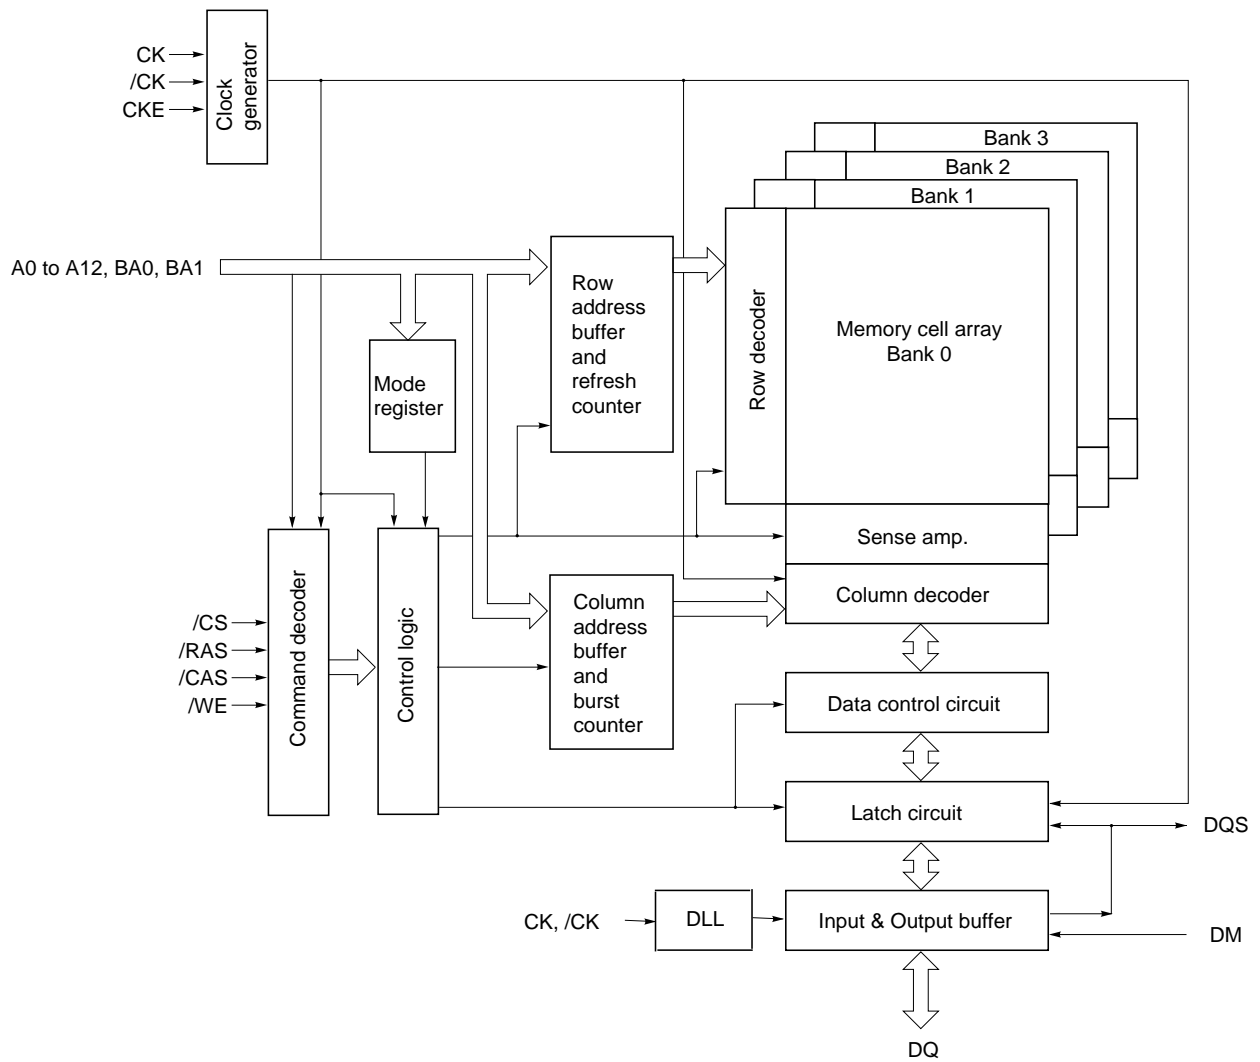 CK
/CK
CKE
Clock
generator
Bank 3
Bank 2
Bank 1
A0 to A12, BA0, BA1
Row
address
buffer
and
refresh
counter
Row decoder
Memory cell array
Bank 0
Mode
register
Sense amp.
Column decoder
/CS
/RAS
/CAS
/WE
Command decoder
Control logic
Column
address
buffer
and
burst
counter
Data control circuit
Latch circuit
DQS
CK, /CK
DLL
Input & Output buffer
DM
DQ